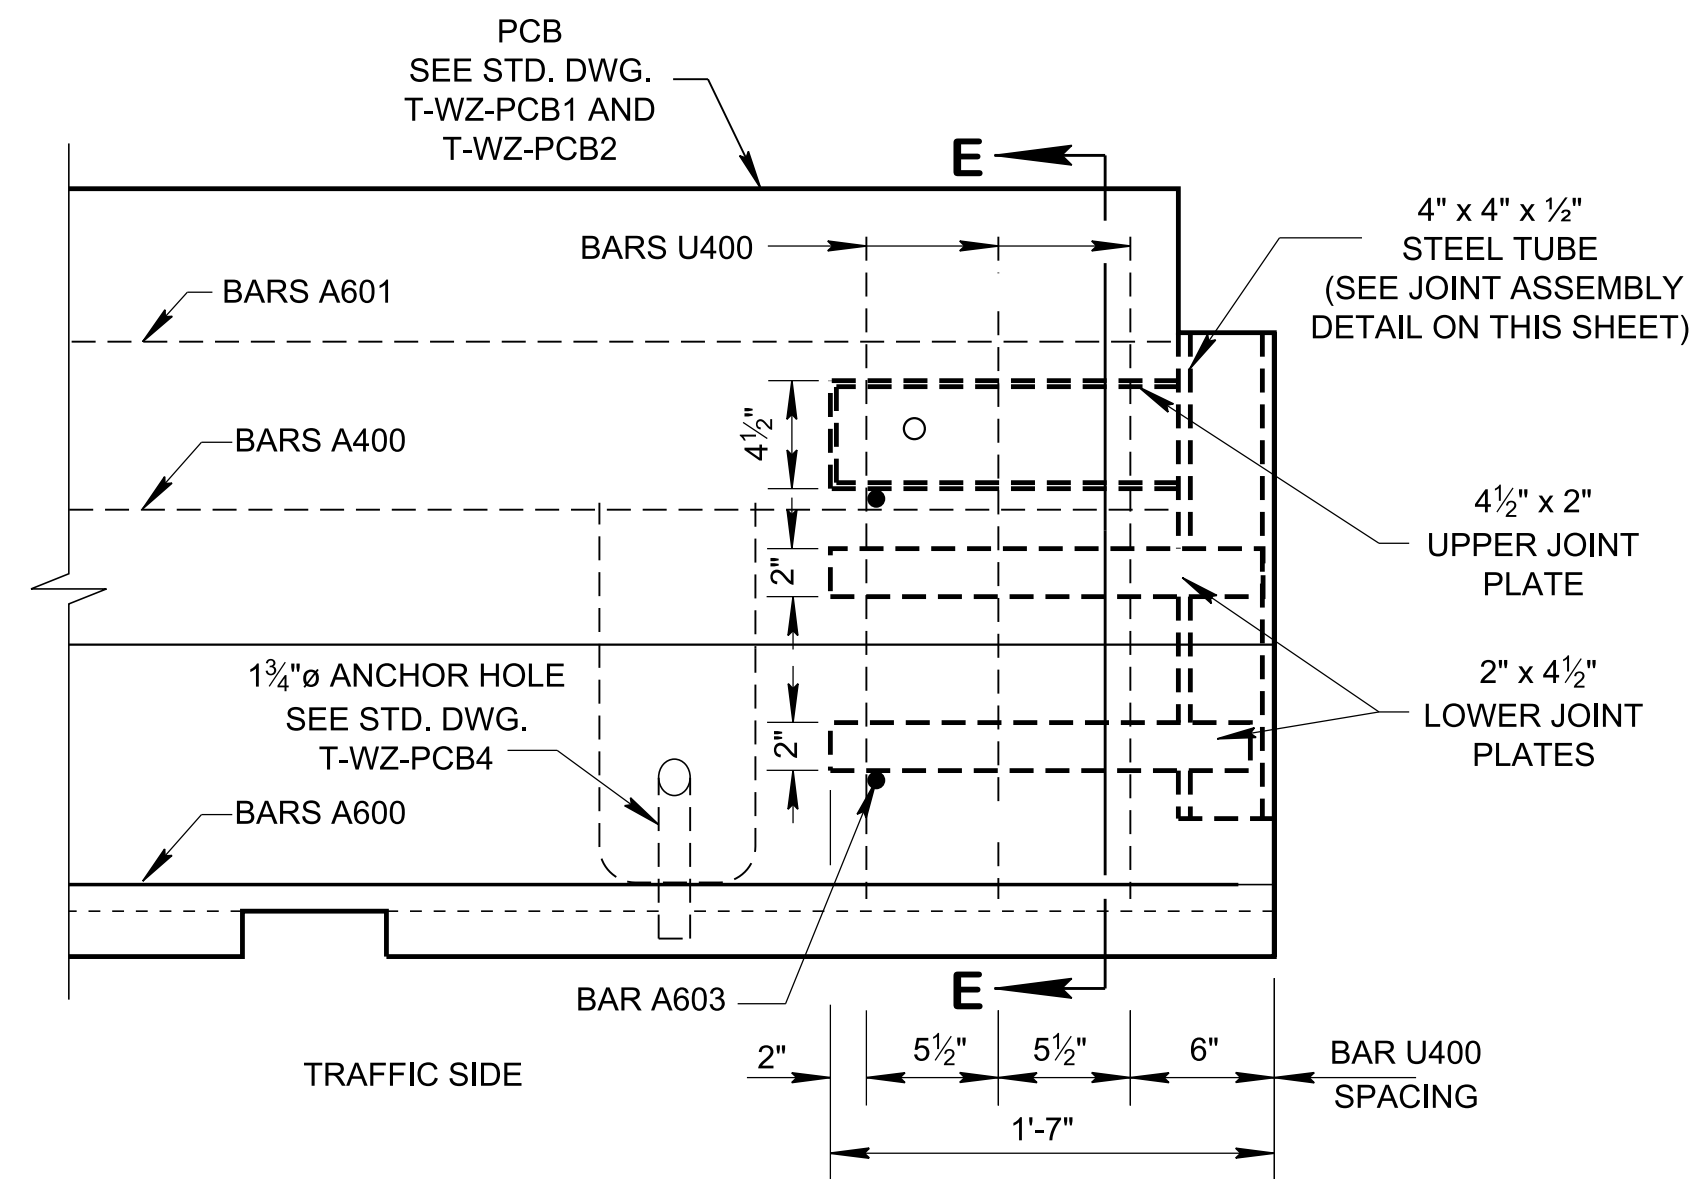 PCB
SEE STD. DWG.
T-WZ-PCB1 AND
T-WZ-PCB2
E
4" x 4" x ½"
STEEL TUBE
(SEE JOINT ASSEMBLY
DETAIL ON THIS SHEET)
BARS U400
BARS A601
4½"
BARS A400
4½" x 2"
UPPER JOINT
PLATE
2"
1¾"ø ANCHOR HOLE
SEE STD. DWG.
T-WZ-PCB4
2" x 4½"
LOWER JOINT
PLATES
2"
BARS A600
BAR A603
E
TRAFFIC SIDE
2"
5½"
5½"
6"
BAR U400
SPACING
1'-7"